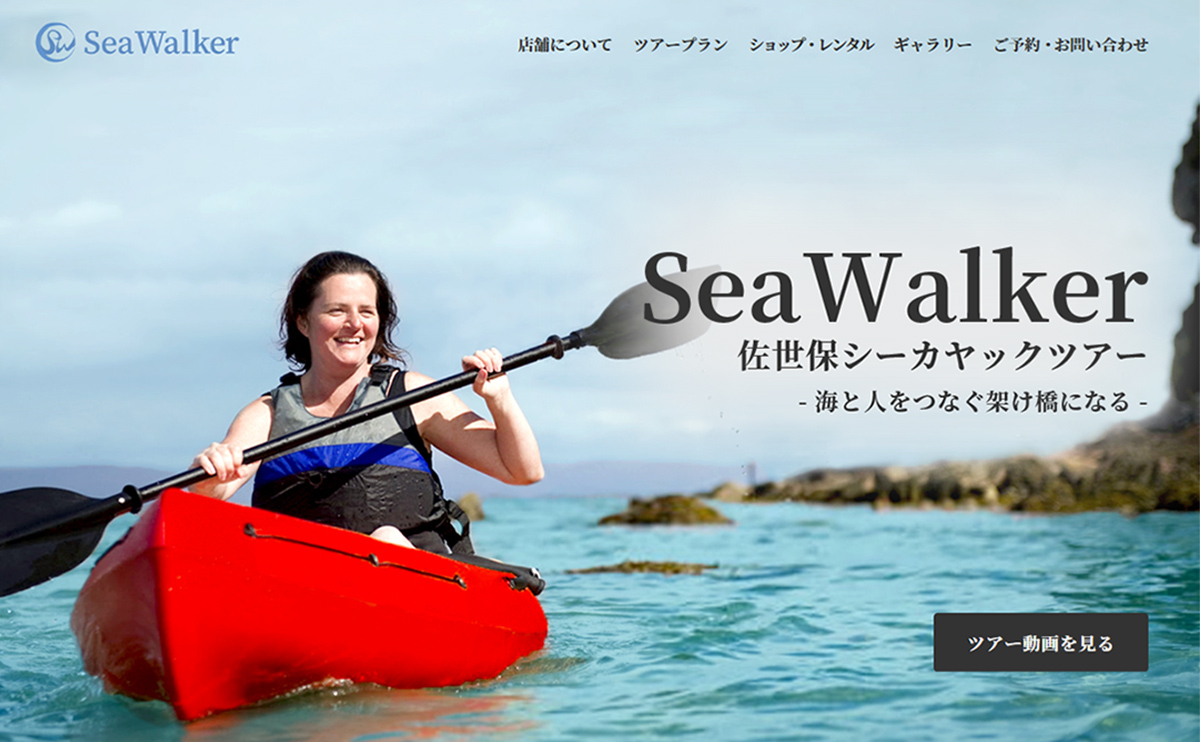 SeaWalker
店舗について ツアープラン ショップ・レンタル ギャラリー ご予約・お問い合わせ
SeaWalker
佐世保シーカヤックツアー
- 海と人をつなぐ架け橋になる -
ツアー動画を見る